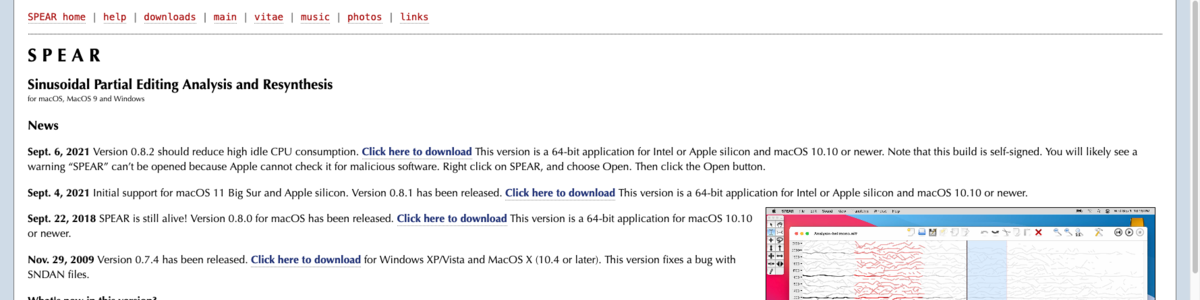 SPEAR home | help | downloads | main | vitae | music | photos | links
SPEAR
Sinusoidal Partial Editing Analysis and Resynthesis
for macOS, MacOS 9 and Windows
News
Sept. 6, 2021 Version 0.8.2 should reduce high idle CPU consumption. Click here to download This version is a 64-bit application for Intel or Apple silicon and macOS 10.10 or newer. Note that this build is self-signed. You will likely see a
warning “SPEAR” can’t be opened because Apple cannot check it for malicious software. Right click on SPEAR, and choose Open. Then click the Open button.
Sept. 4, 2021 Initial support for macOS 11 Big Sur and Apple silicon. Version 0.8.1 has been released. Click here to download This version is a 64-bit application for Intel or Apple silicon and macOS 10.10 or newer.
Sept. 22, 2018 SPEAR is still alive! Version 0.8.0 for macOS has been released. Click here to download This version is a 64-bit application for macOS 10.10
or newer.
Nov. 29, 2009 Version 0.7.4 has been released. Click here to download for Windows XP/Vista and MacOS X (10.4 or later). This version fixes a bug with
SNDAN files.
What's new in this version?